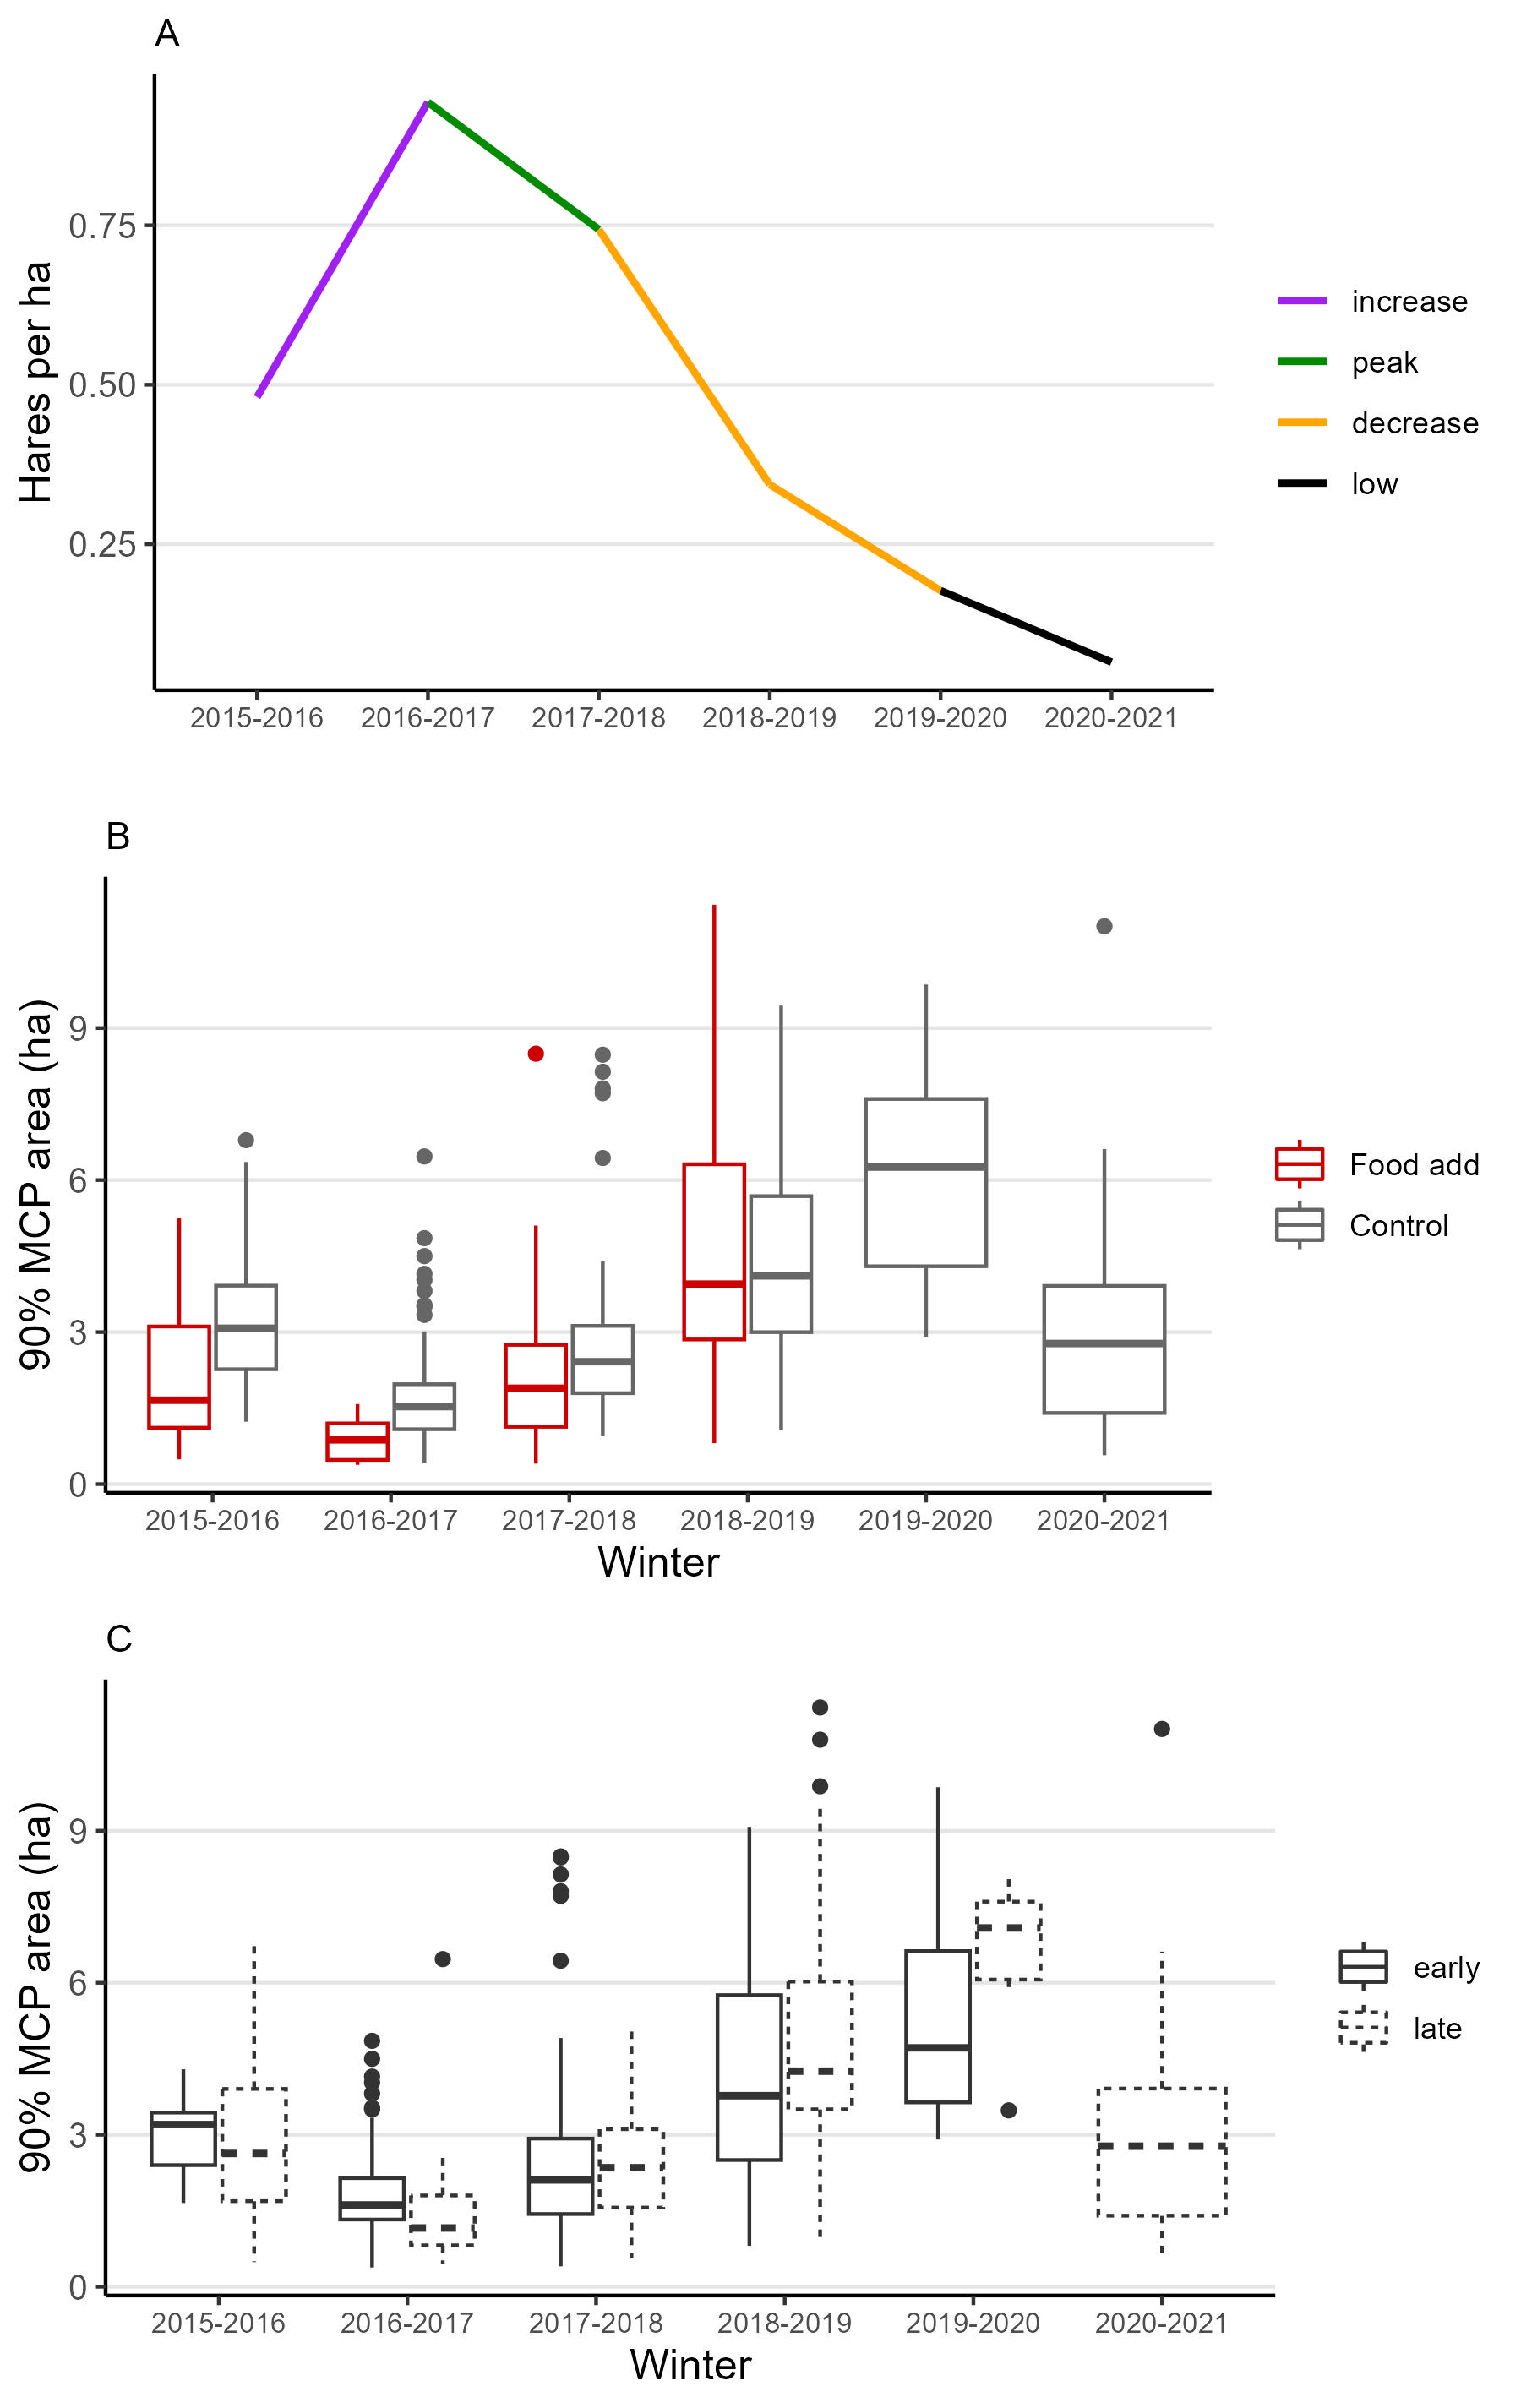 A
Hares per ha
0.75
0.50
0.25
2015-2016 2016-2017 2017-2018 2018-2019 2019-2020 2020-2021
increase
peak
decrease
low
B
90% MCP area (ha)
9
6
3
0
2015-2016 2016-2017 2017-2018 2018-2019 2019-2020 2020-2021
Winter
Food add
Control
C
90% MCP area (ha)
9
6
3
0
2015-2016 2016-2017 2017-2018 2018-2019 2019-2020 2020-2021
Winter
early
late